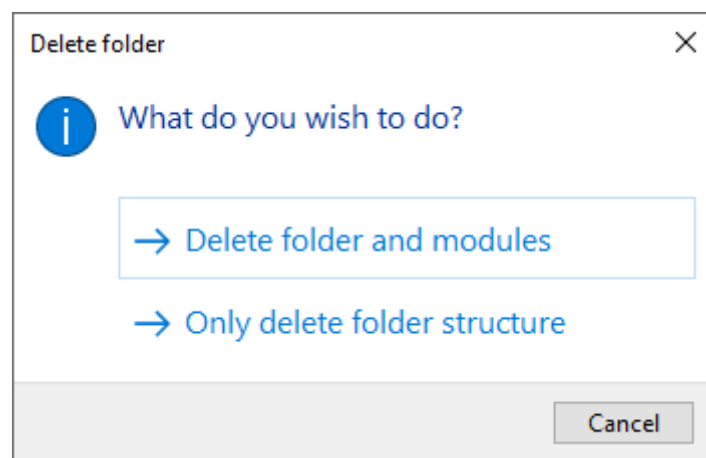 Delete folder
What do you wish to do?
Delete folder and modules
Only delete folder structure
Cancel